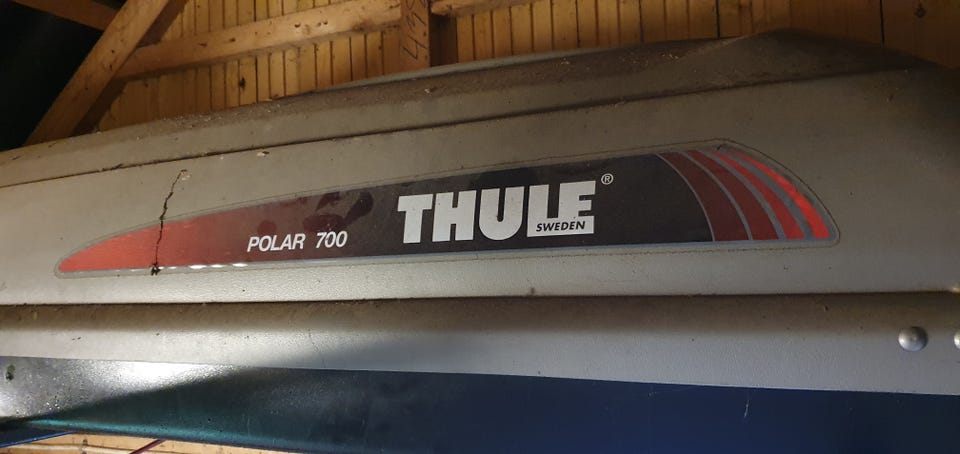 POLAR 700
THULE®
SWEDEN